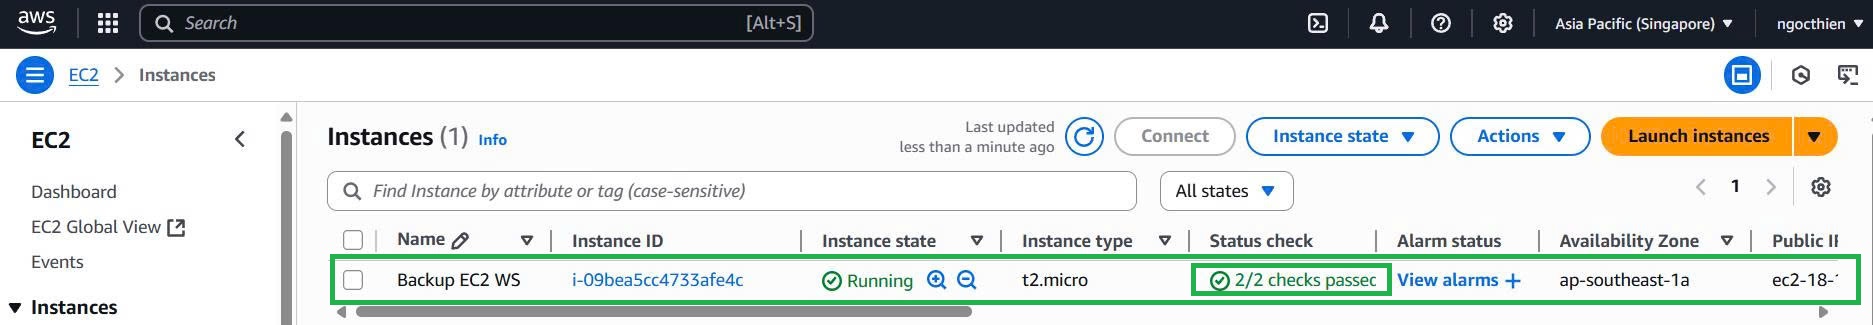 aws
Search [Alt+S]
Asia Pacific (Singapore)
ngocthien
EC2 Instances
EC2
Dashboard
EC2 Global View
Events
Instances
Instances (1) Info
Last updated
less than a minute ago
Connect
Instance state
Actions
Launch instances
Find Instance by attribute or tag (case-sensitive)
All states
1
Name Instance ID Instance state Instance type Status check Alarm status Availability Zone Public IP
Backup EC2 WS i-09bea5cc4733afe4c Running t2.micro 2/2 checks passec View alarms + ap-southeast-1a ec2-18-